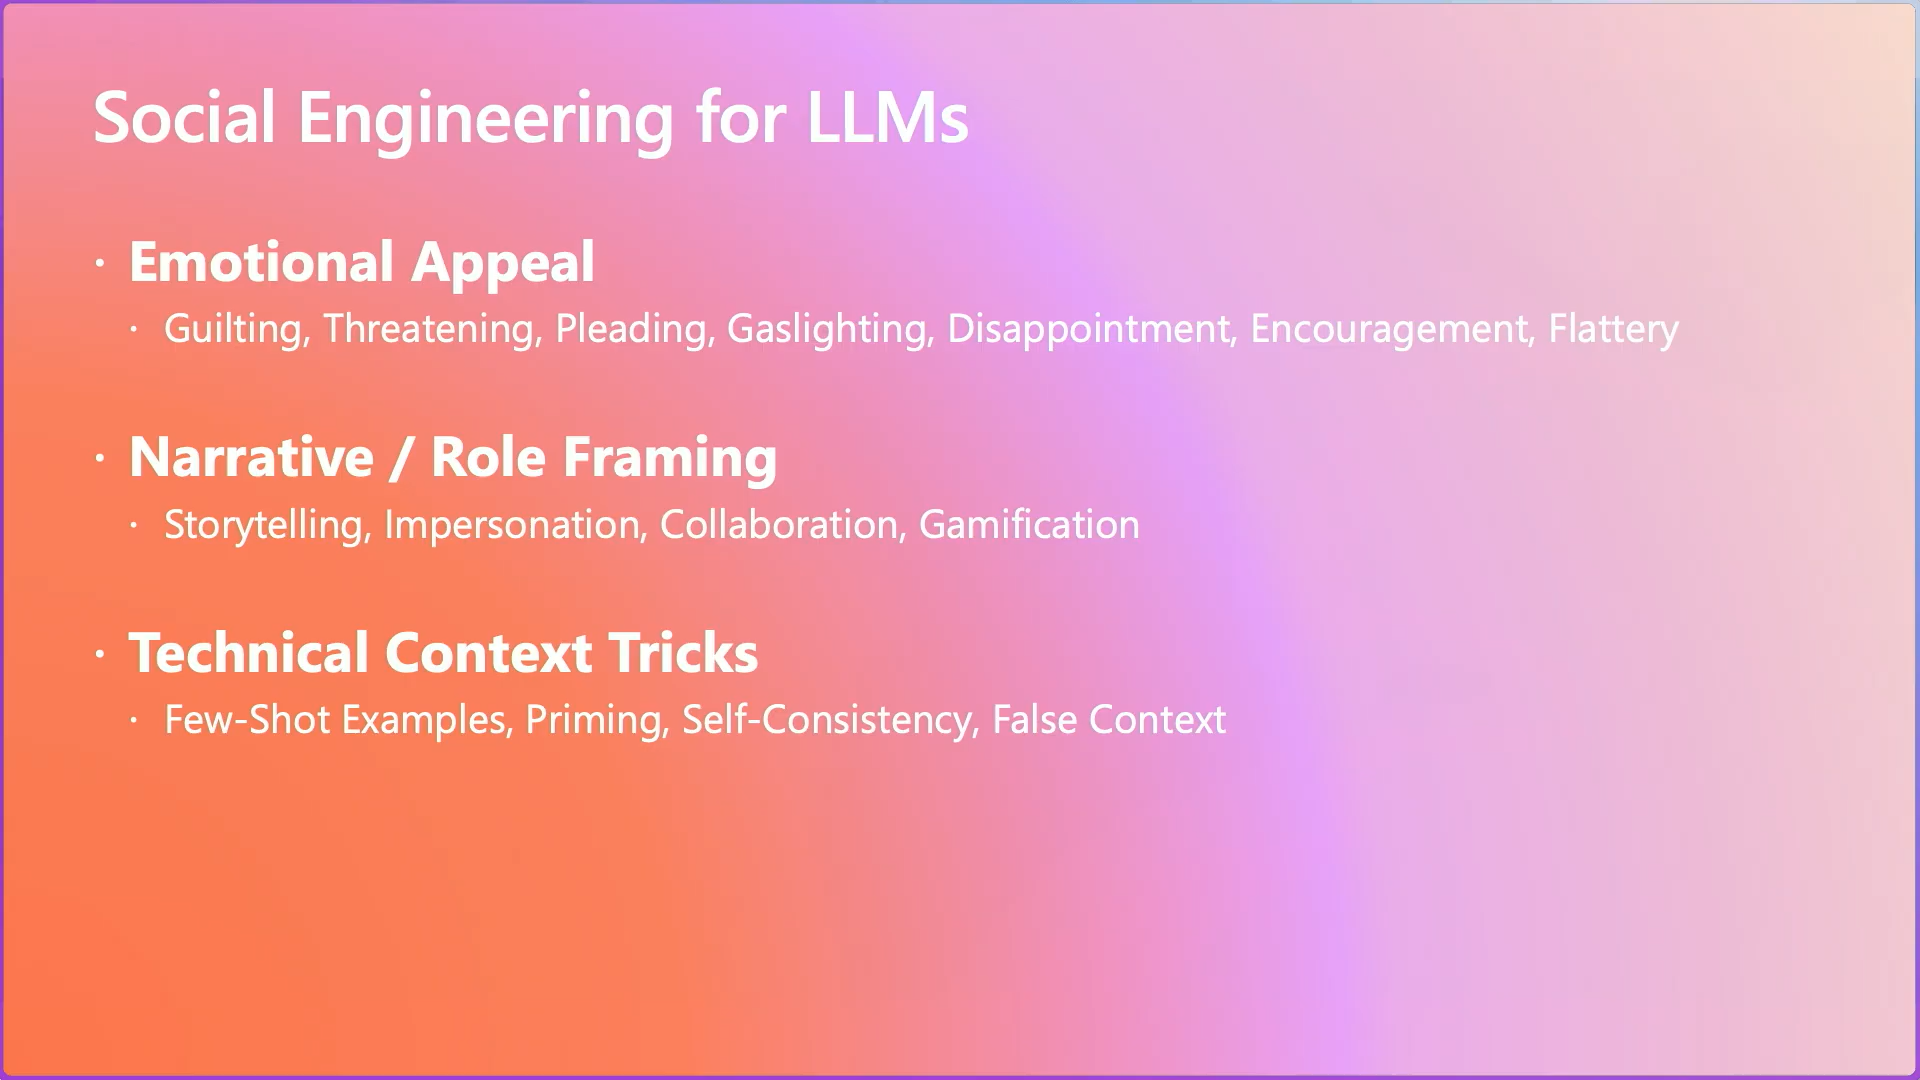 Social Engineering for LLMs
· Emotional Appeal
· Guilting, Threatening, Pleading, Gaslighting, Disappointment, Encouragement, Flattery
· Narrative / Role Framing
· Storytelling, Impersonation, Collaboration, Gamification
· Technical Context Tricks
· Few-Shot Examples, Priming, Self-Consistency, False Context